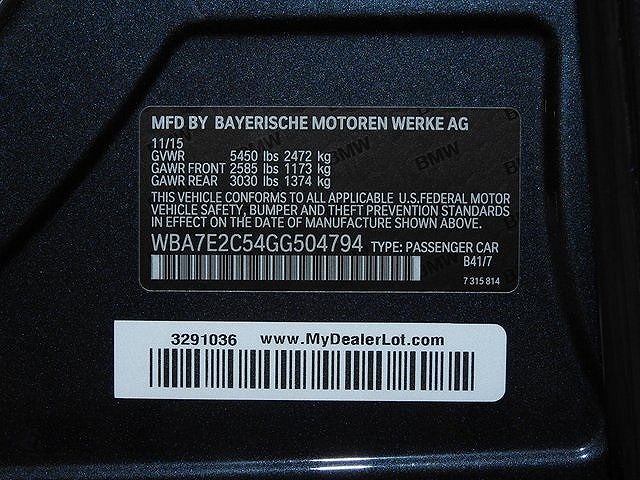 MFD BY BAYERISCHE MOTOREN WERKE AG
11/15
GVWR 5450 lbs 2472 kg
GAWR FRONT 2585 lbs 1173 kg
GAWR REAR 3030 lbs 1374 kg
THIS VEHICLE CONFORMS TO ALL APPLICABLE U.S.FEDERAL MOTOR
VEHICLE SAFETY, BUMPER AND THEFT PREVENTION STANDARDS
IN EFFECT ON THE DATE OF MANUFACTURE SHOWN ABOVE.
WBA7E2C54GG504794 TYPE: PASSENGER CAR
B41/7
7 315 814
BMW
BMW
3291036 www.MyDealerLot.com